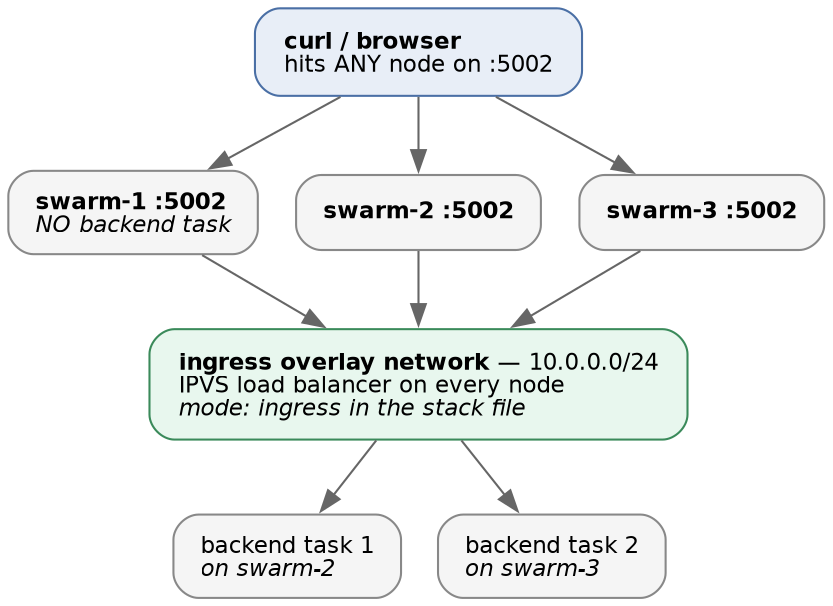 curl / browser
hits ANY node on :5002
swarm-1 :5002
NO backend task
swarm-2 :5002
swarm-3 :5002
ingress overlay network — 10.0.0.0/24
IPVS load balancer on every node
mode: ingress in the stack file
backend task 1
on swarm-2
backend task 2
on swarm-3